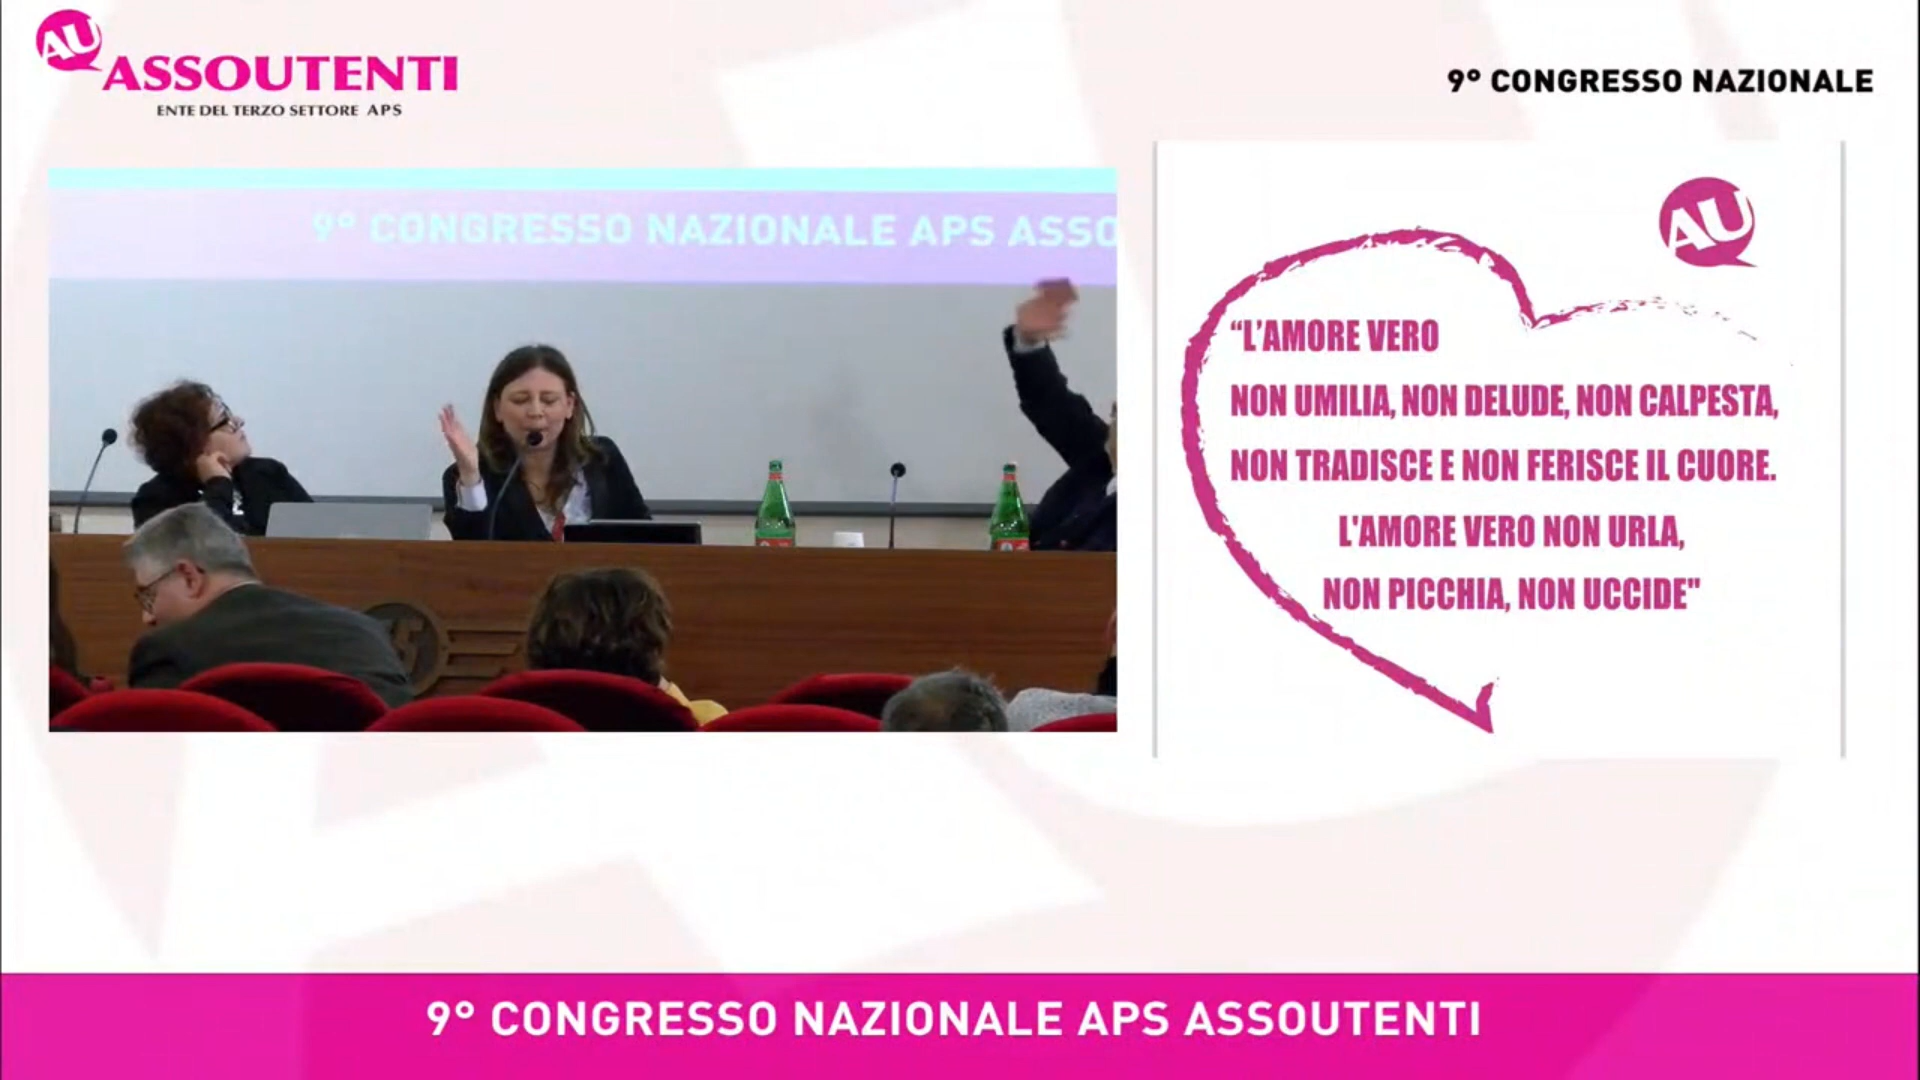 AU
ASSOUTENTI
ENTE DEL TERZO SETTORE APS
9° CONGRESSO NAZIONALE
9° CONGRESSO NAZIONALE APS ASSO
AU
“L'AMORE VERO
NON UMILIA, NON DELUDE, NON CALPESTA,
NON TRADISCE E NON FERISCE IL CUORE.
L'AMORE VERO NON URLA,
NON PICCHIA, NON UCCIDE"
9° CONGRESSO NAZIONALE APS ASSOUTENTI